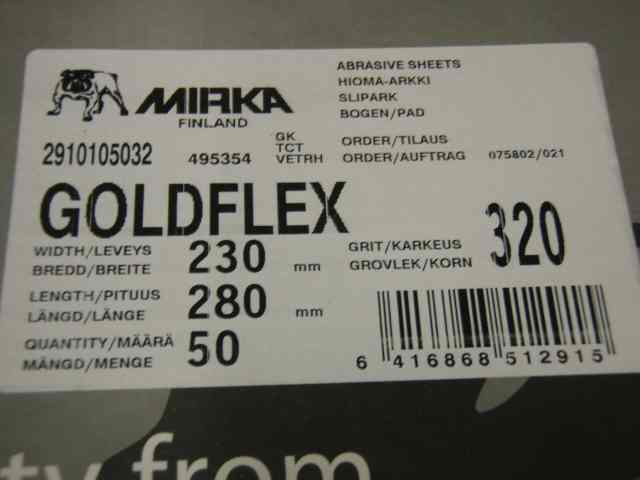 MIRKA
FINLAND
ABRASIVE SHEETS
HIOMA-ARKKI
SLIPARK
BOGEN/PAD
2910105032 495354
GK
TCT
VETRH
ORDER/TILAUS
ORDER/AUFTRAG 075802/021
GOLDFLEX 320
WIDTH/LEVEYS
BREDD/BREITE 230 mm
GRIT/KARKEUS
GROVLEK/KORN
LENGTH/PITUUS
LÄNGD/LÄNGE 280 mm
QUANTITY/MÄÄRÄ
MÄNGD/MENGE 50
6 416868 512915
ty from